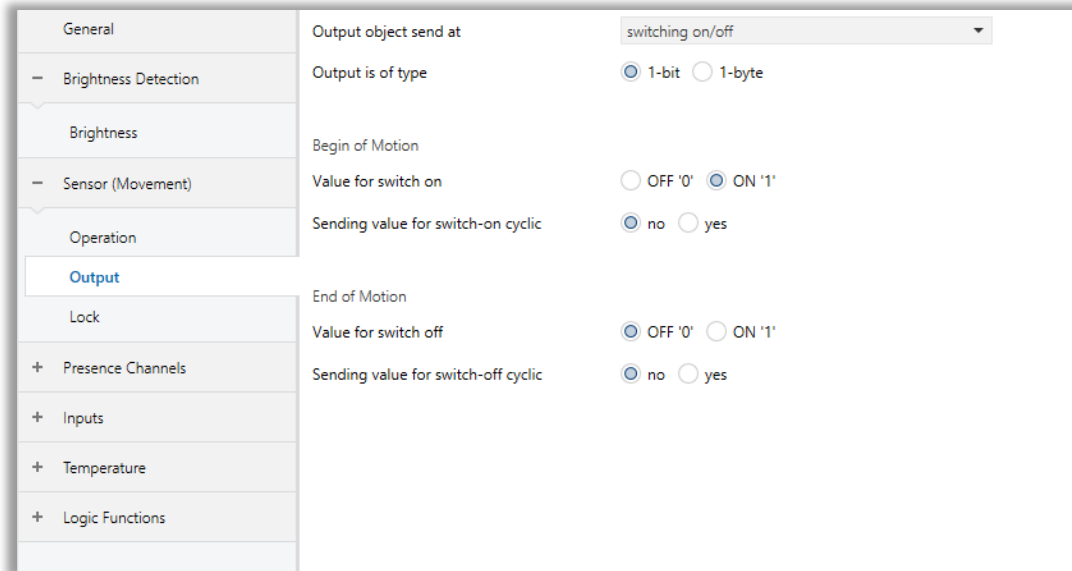 General
Brightness Detection
Brightness
Sensor (Movement)
Operation
Output
Lock
Presence Channels
Inputs
Temperature
Logic Functions
Output object send at switching on/off
Output is of type 1-bit 1-byte
Begin of Motion
Value for switch on OFF '0' ON '1'
Sending value for switch-on cyclic no yes
End of Motion
Value for switch off OFF '0' ON '1'
Sending value for switch-off cyclic no yes